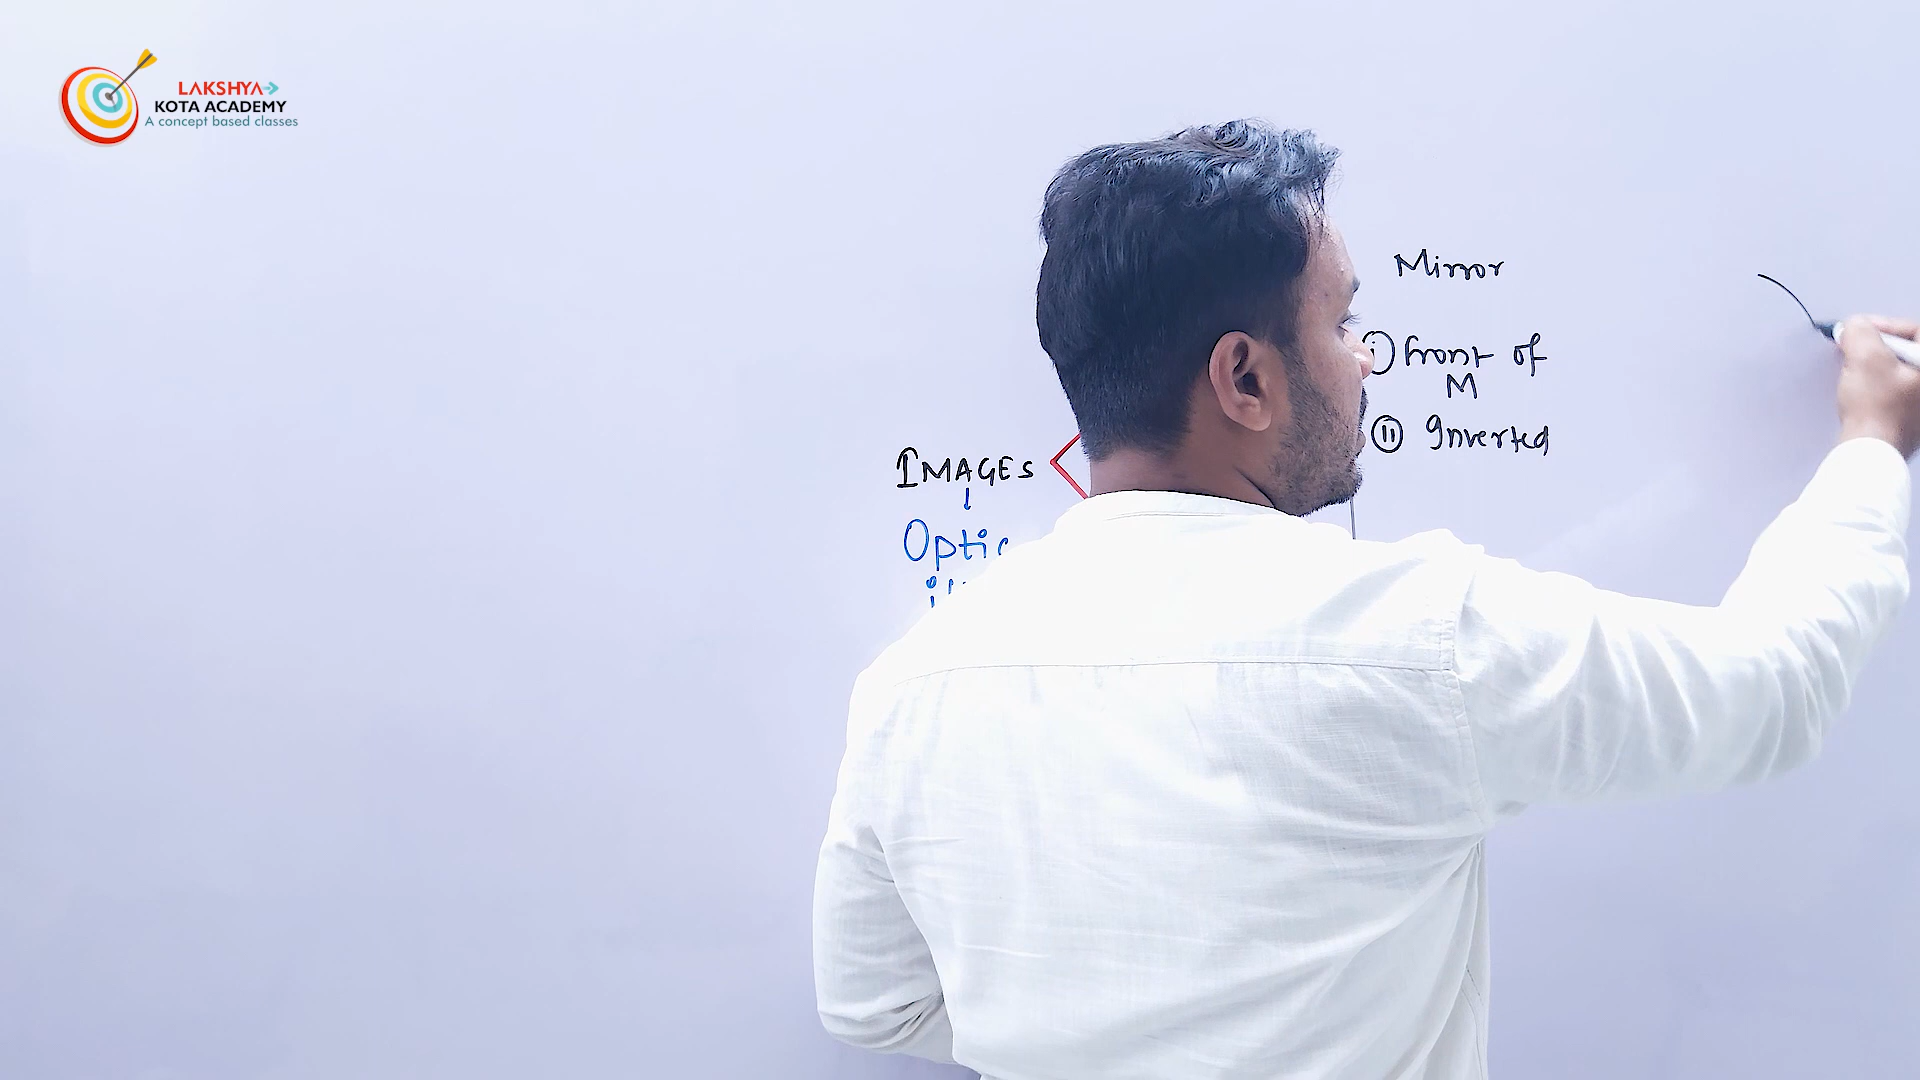 LAKSHYA
KOTA ACADEMY
A concept based classes
Mirror
i front of
M
ii Inverted
IMAGES
Optic